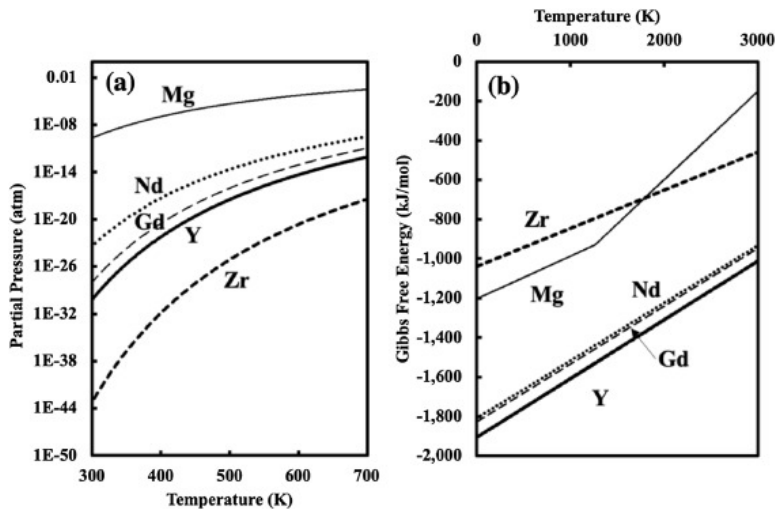 (a)
Partial Pressure (atm)
0.01
1E-08
1E-14
1E-20
1E-26
1E-32
1E-38
1E-44
1E-50
Mg
Nd
Gd
Y
Zr
300 400 500 600 700
Temperature (K)
Temperature (K)
0 1000 2000 3000
(b)
Gibbs Free Energy (kJ/mol)
0
-200
-400
-600
-800
-1,000
-1,200
-1,400
-1,600
-1,800
-2,000
Zr
Mg
Nd
Gd
Y